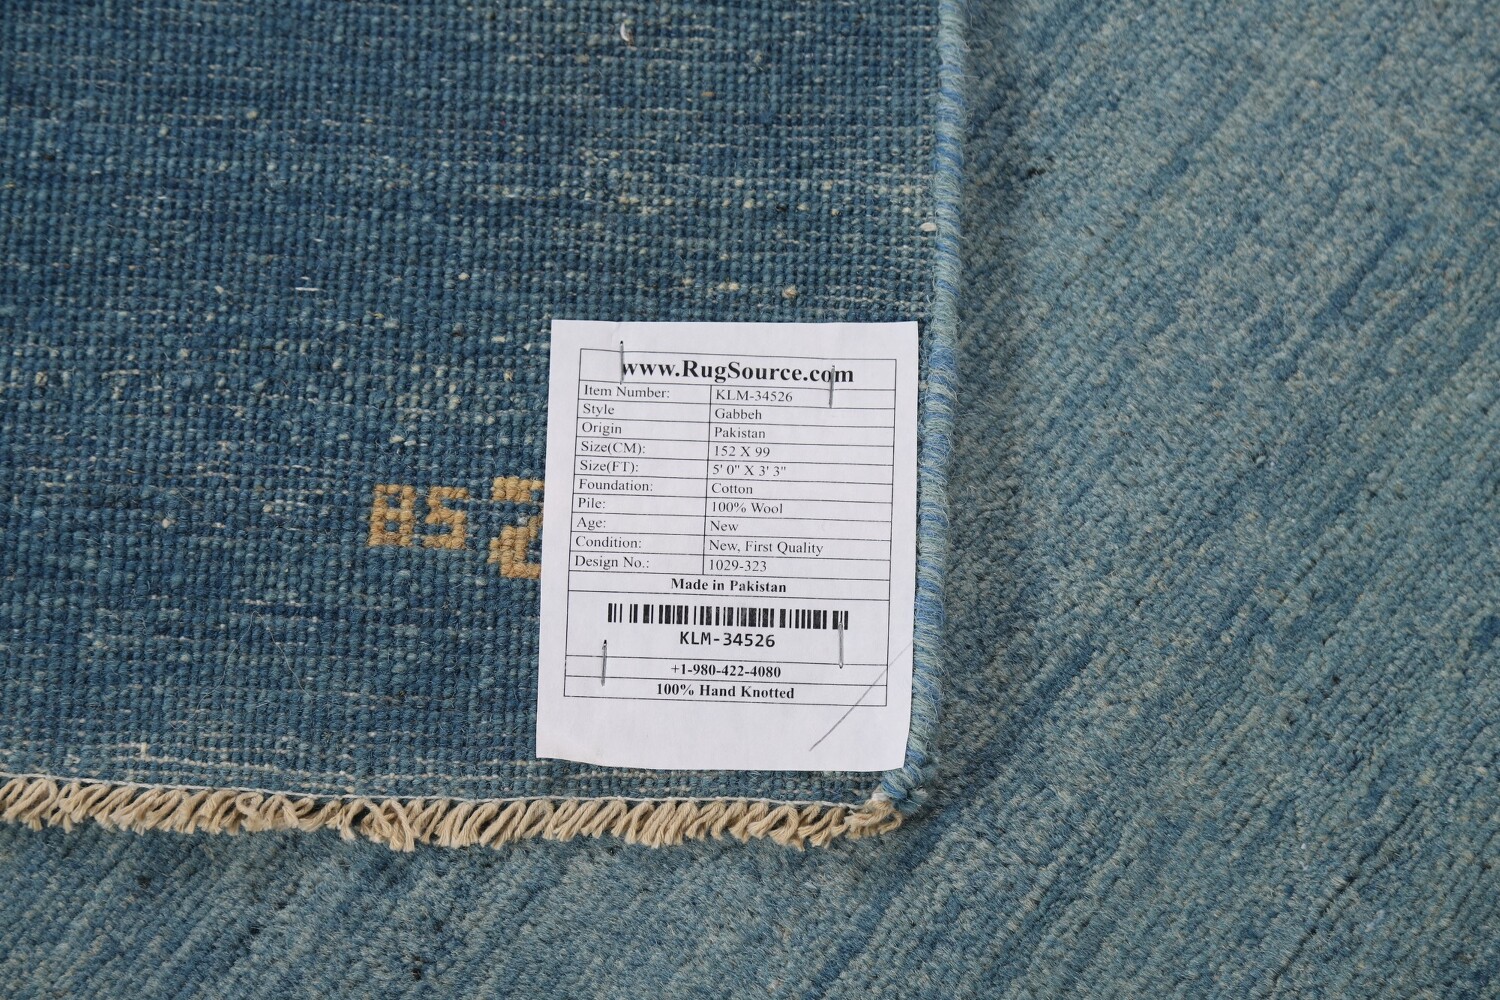 www.RugSource.com
Item Number: KLM-34526
Style Gabbeh
Origin Pakistan
Size(CM): 152 X 99
Size(FT): 5' 0" X 3' 3"
Foundation: Cotton
Pile: 100% Wool
Age: New
Condition: New, First Quality
Design No.: 1029-323
Made in Pakistan
KLM-34526
+1-980-422-4080
100% Hand Knotted